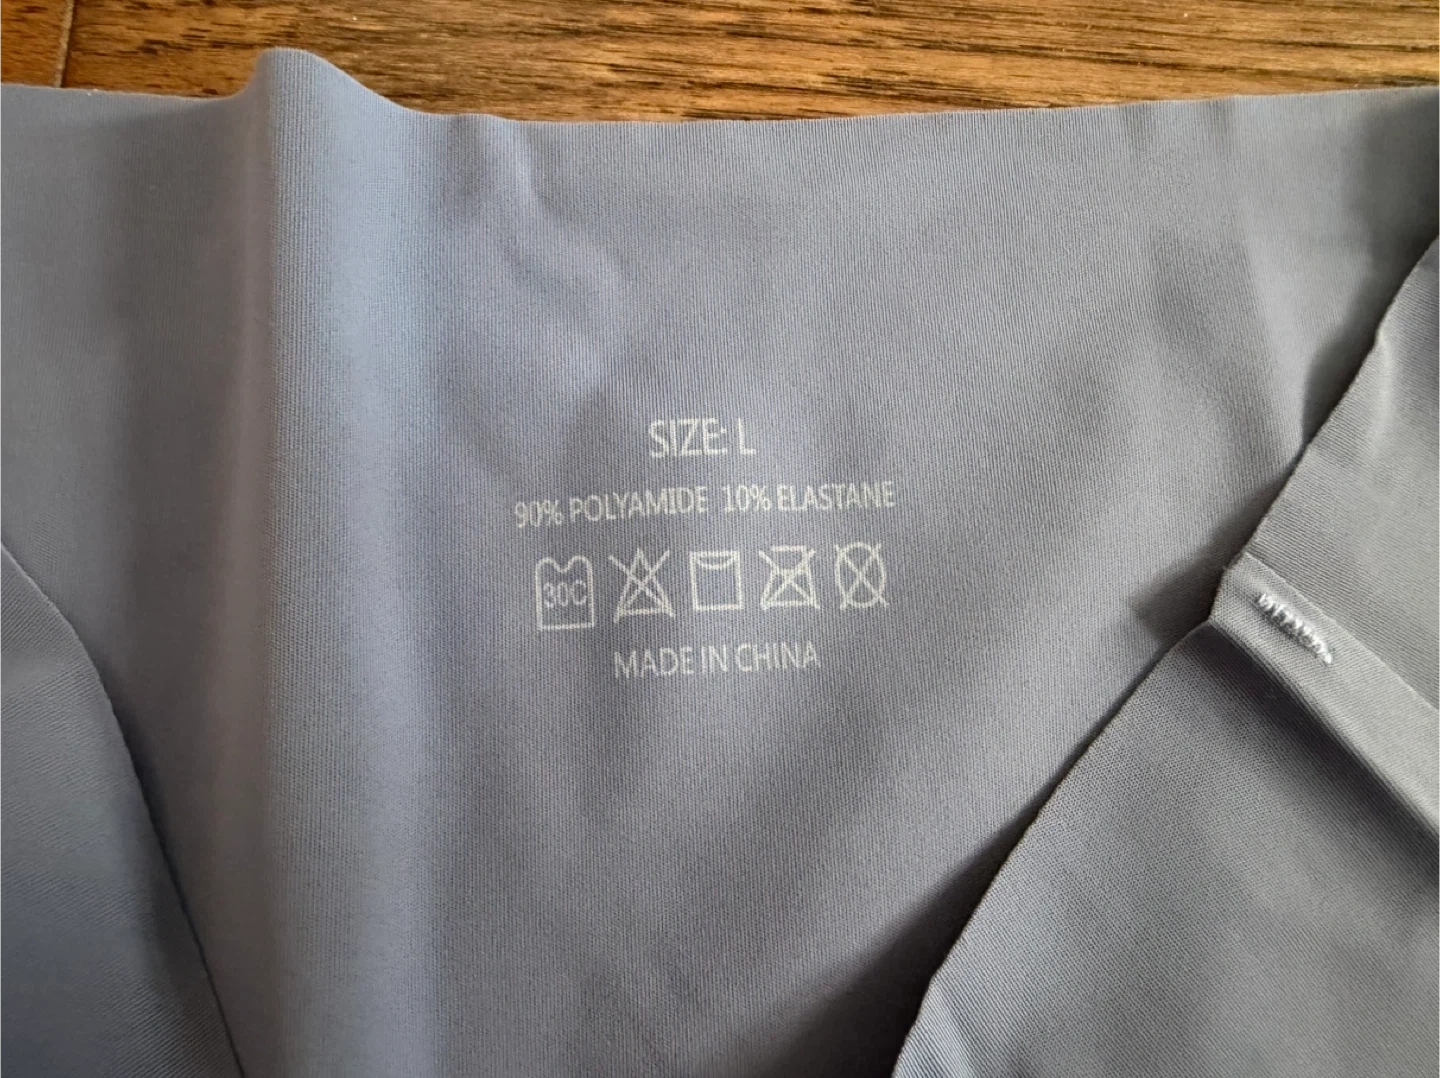 SIZE: L
90% POLYAMIDE 10% ELASTANE
30C
MADE IN CHINA